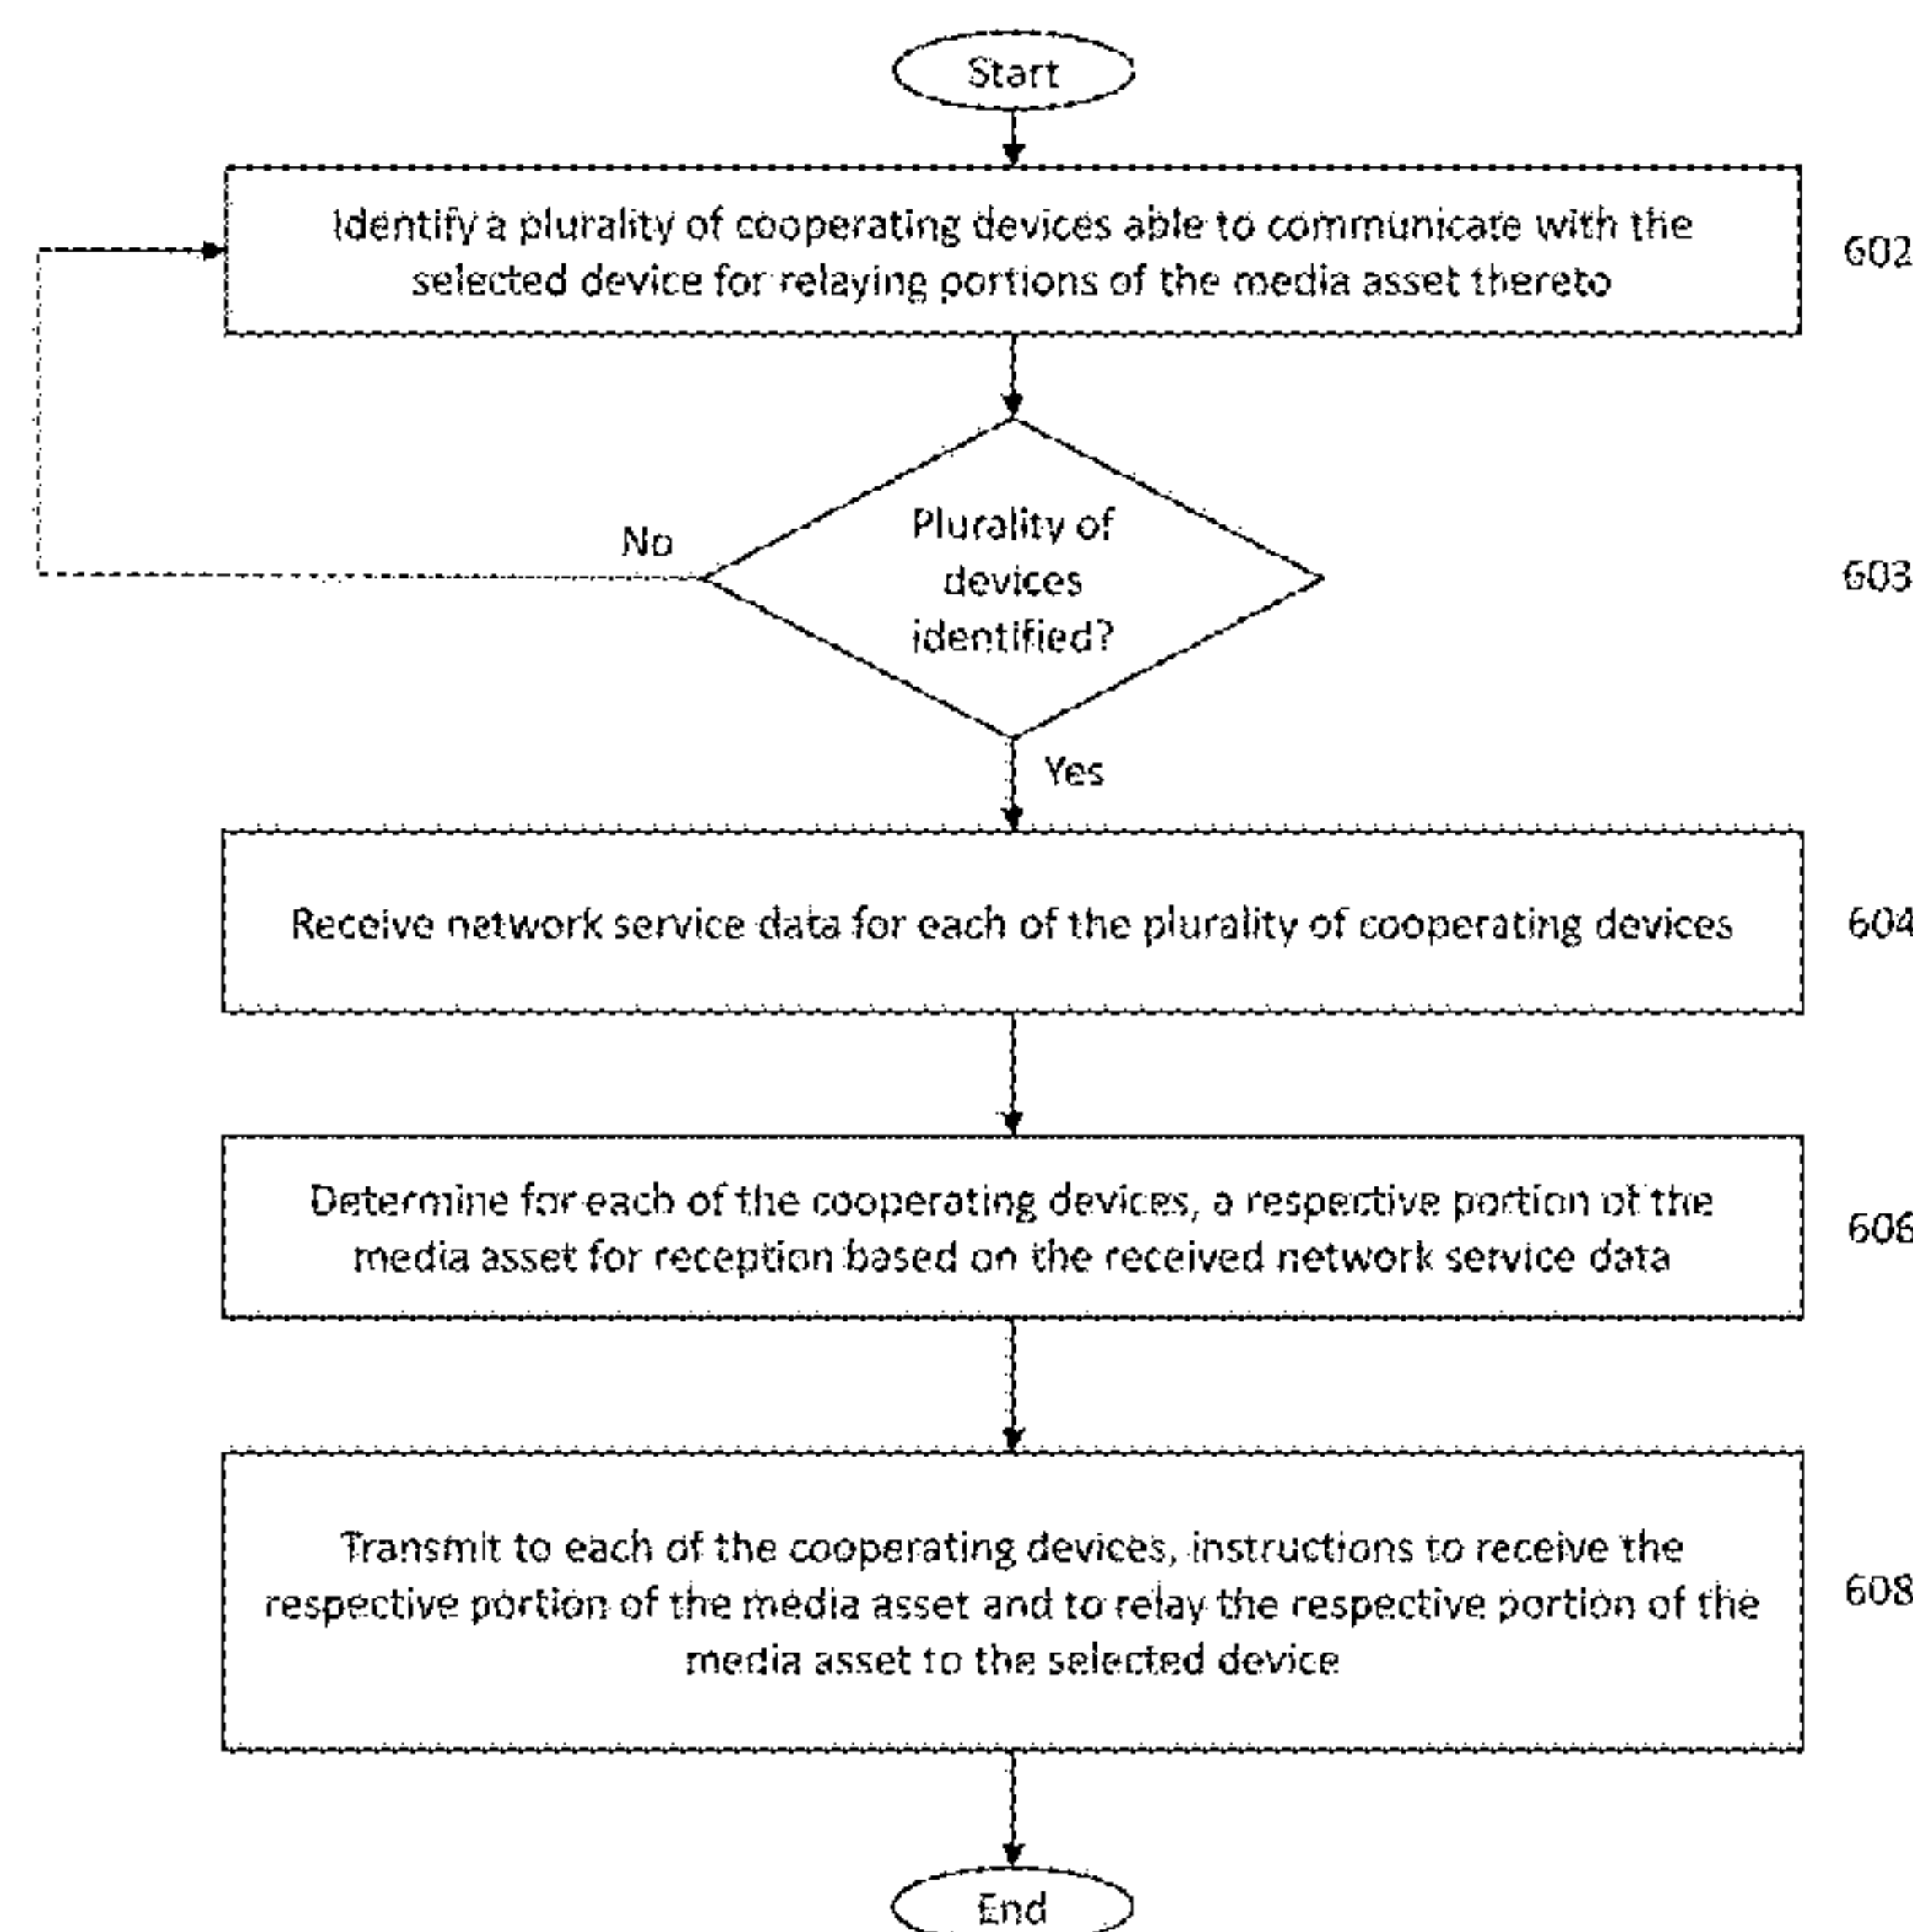 Start
Identify a plurality of cooperating devices able to communicate with the
selected device for relaying portions of the media asset thereto
602
No
Plurality of
devices
identified?
603
Yes
Receive network service data for each of the plurality of cooperating devices
604
Determine for each of the cooperating devices, a respective portion of the
media asset for reception based on the received network service data
606
Transmit to each of the cooperating devices, instructions to receive the
respective portion of the media asset and to relay the respective portion of the
media asset to the selected device
608
End